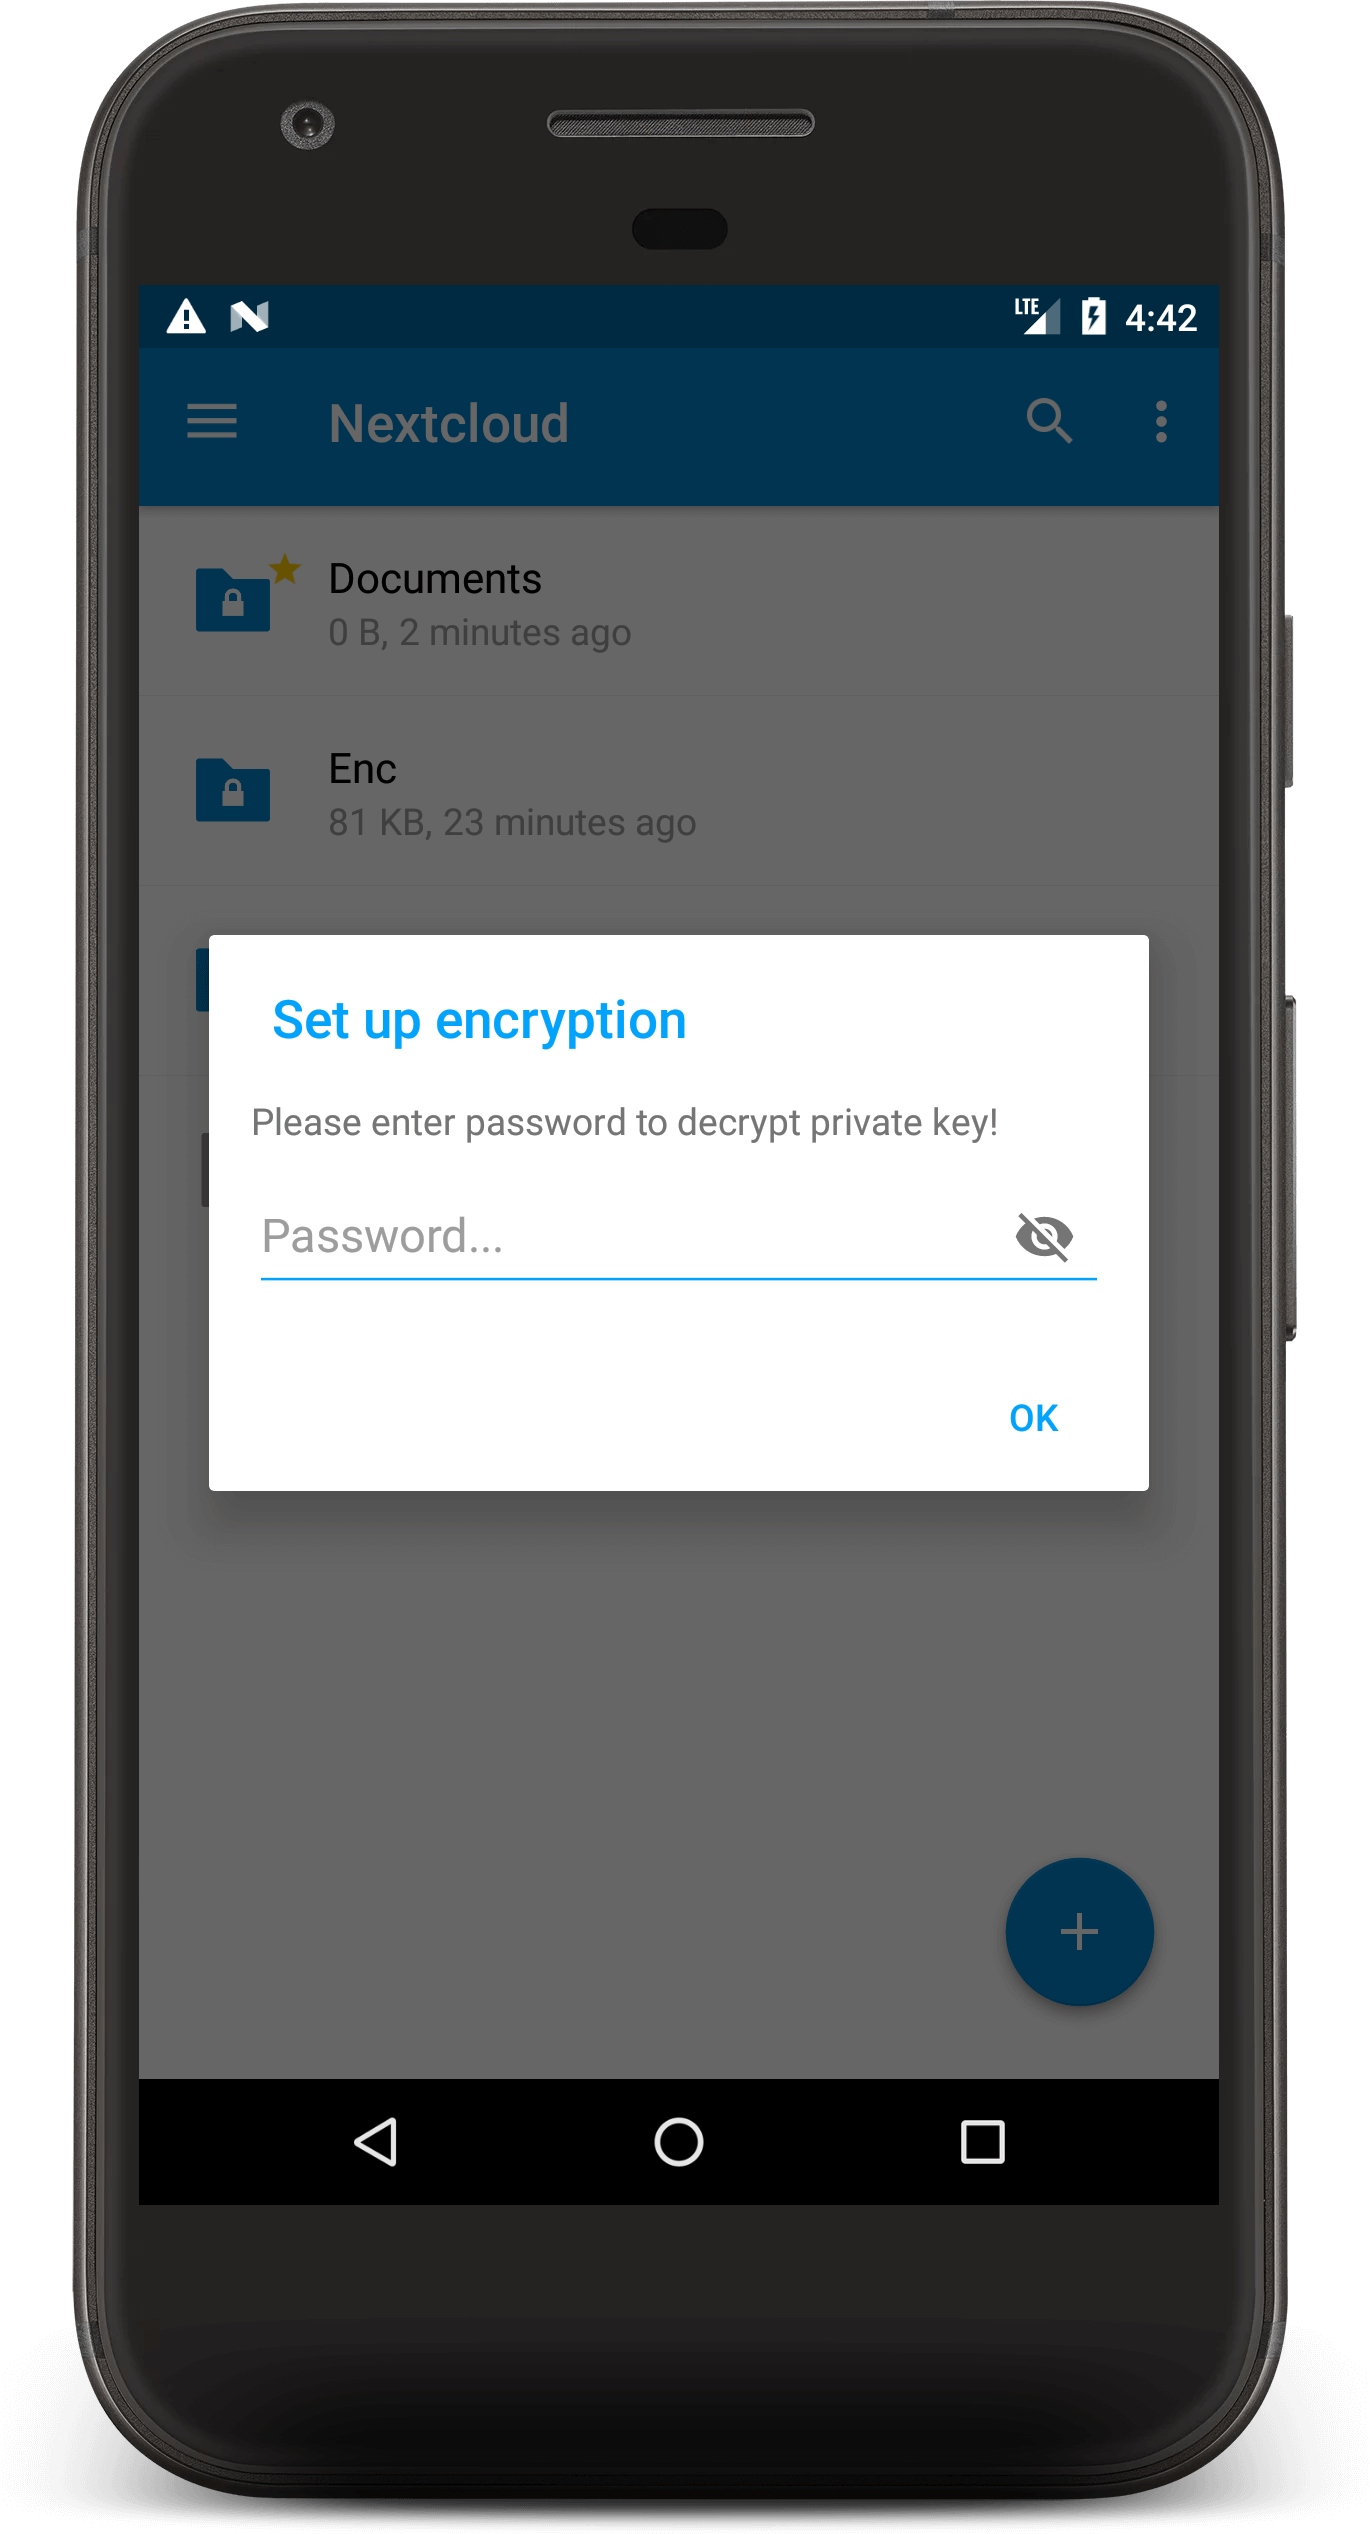 LTE 4:42
Nextcloud
Documents
0 B, 2 minutes ago
Enc
81 KB, 23 minutes ago
Set up encryption
Please enter password to decrypt private key!
Password...
OK